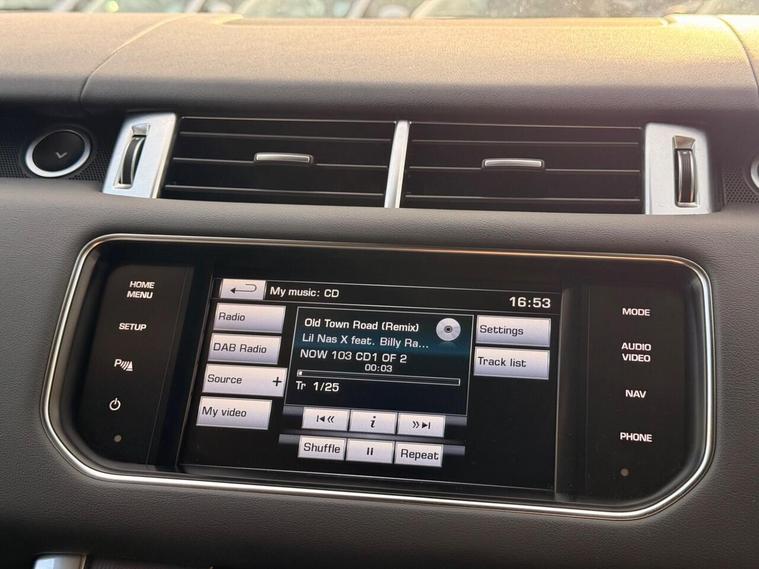 HOME
MENU
SETUP
P
My music: CD
16:53
Radio
DAB Radio
Source +
My video
Old Town Road (Remix)
Lil Nas X feat. Billy Ra...
NOW 103 CD1 OF 2
00:03
Tr 1/25
i
Shuffle
Repeat
Settings
Track list
MODE
AUDIO
VIDEO
NAV
PHONE